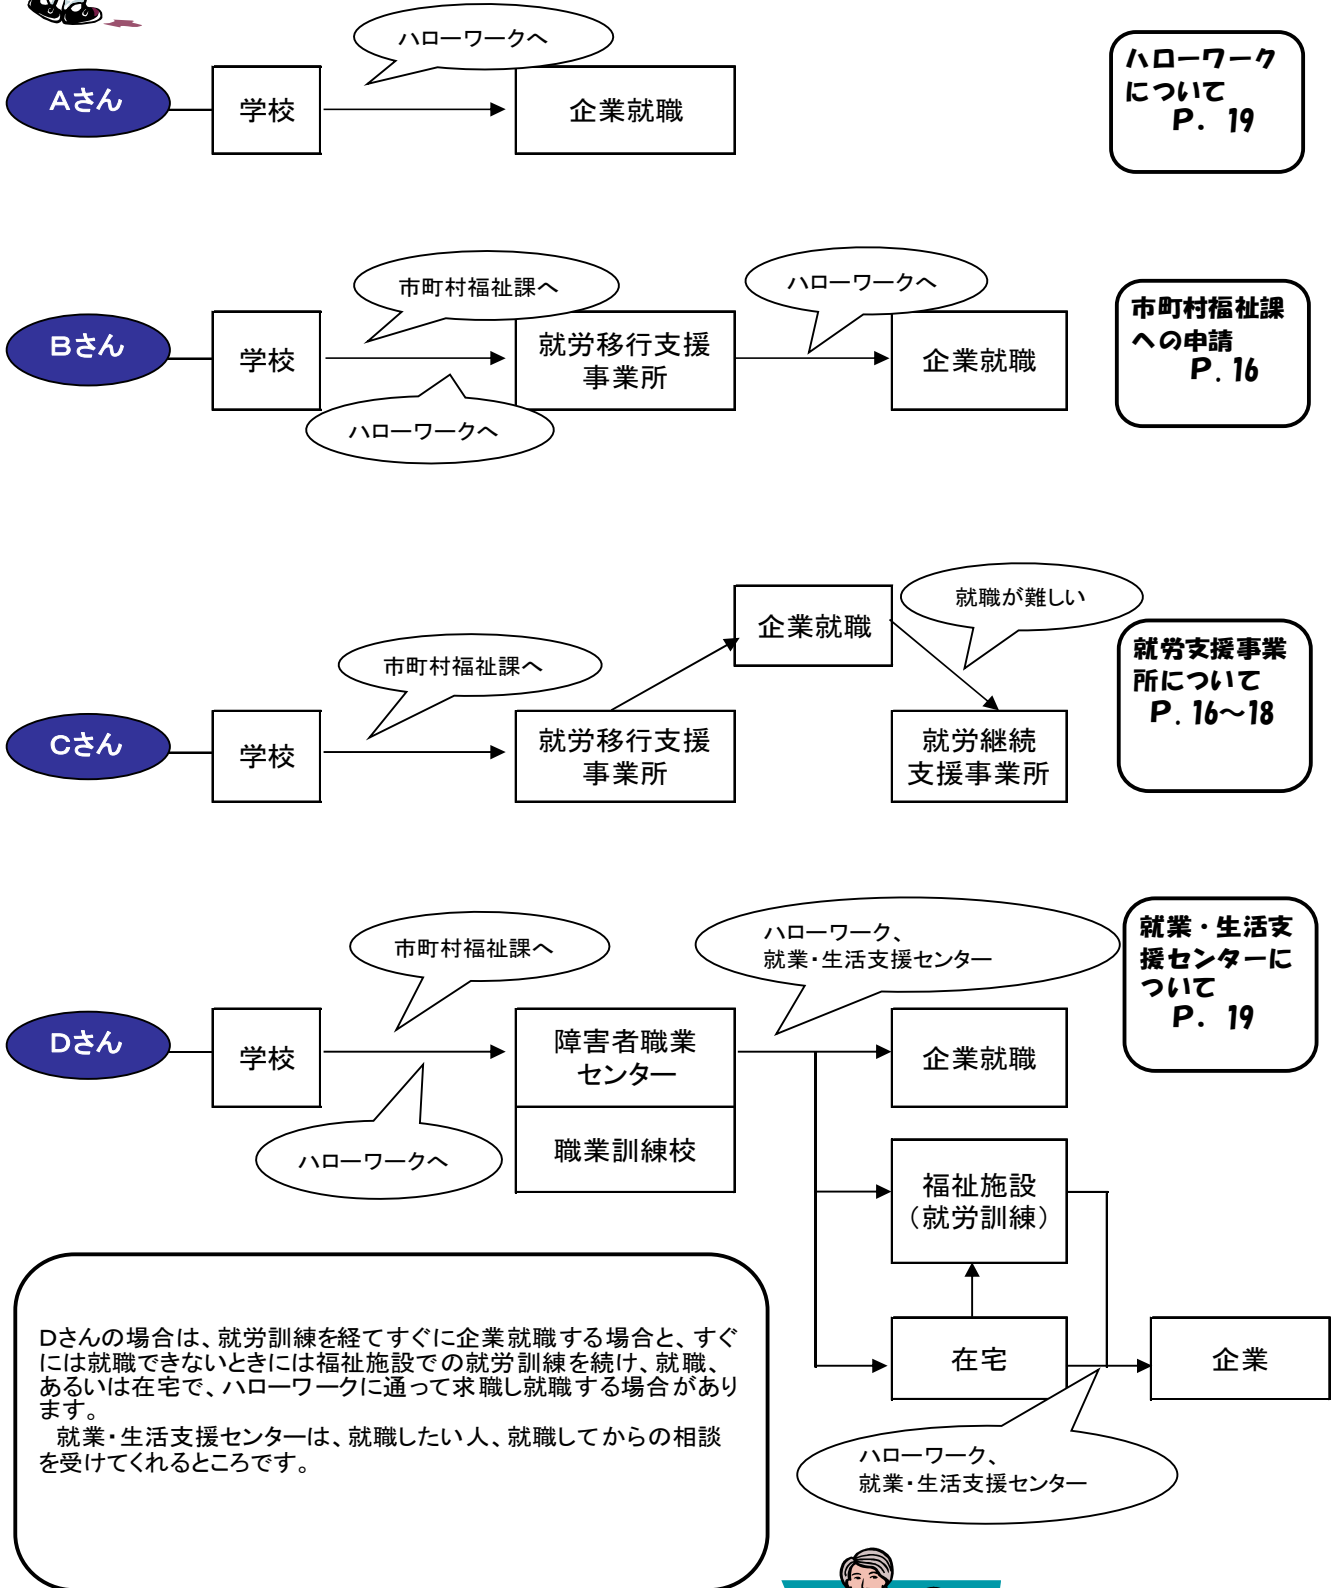 ハローワークへ
Aさん
学校
企業就職
ハローワーク
について
P. 19
市町村福祉課へ
ハローワークへ
Bさん
学校
就労移行支援
事業所
企業就職
ハローワークへ
市町村福祉課
への申請
P. 16
就職が難しい
企業就職
市町村福祉課へ
Cさん
学校
就労移行支援
事業所
就労継続
支援事業所
就労支援事業
所について
P. 16～18
市町村福祉課へ
ハローワーク、
就業・生活支援センター
Dさん
学校
障害者職業
センター
職業訓練校
企業就職
ハローワークへ
就業・生活支
援センターに
ついて
P. 19
福祉施設
（就労訓練）
在宅
企業
ハローワーク、
就業・生活支援センター
Dさんの場合は、就労訓練を経てすぐに企業就職する場合と、すぐ
には就職できないときには福祉施設での就労訓練を続け、就職、
あるいは在宅で、ハローワークに通って求職し就職する場合があり
ます。
　就業・生活支援センターは、就職したい人、就職してからの相談
を受けてくれるところです。